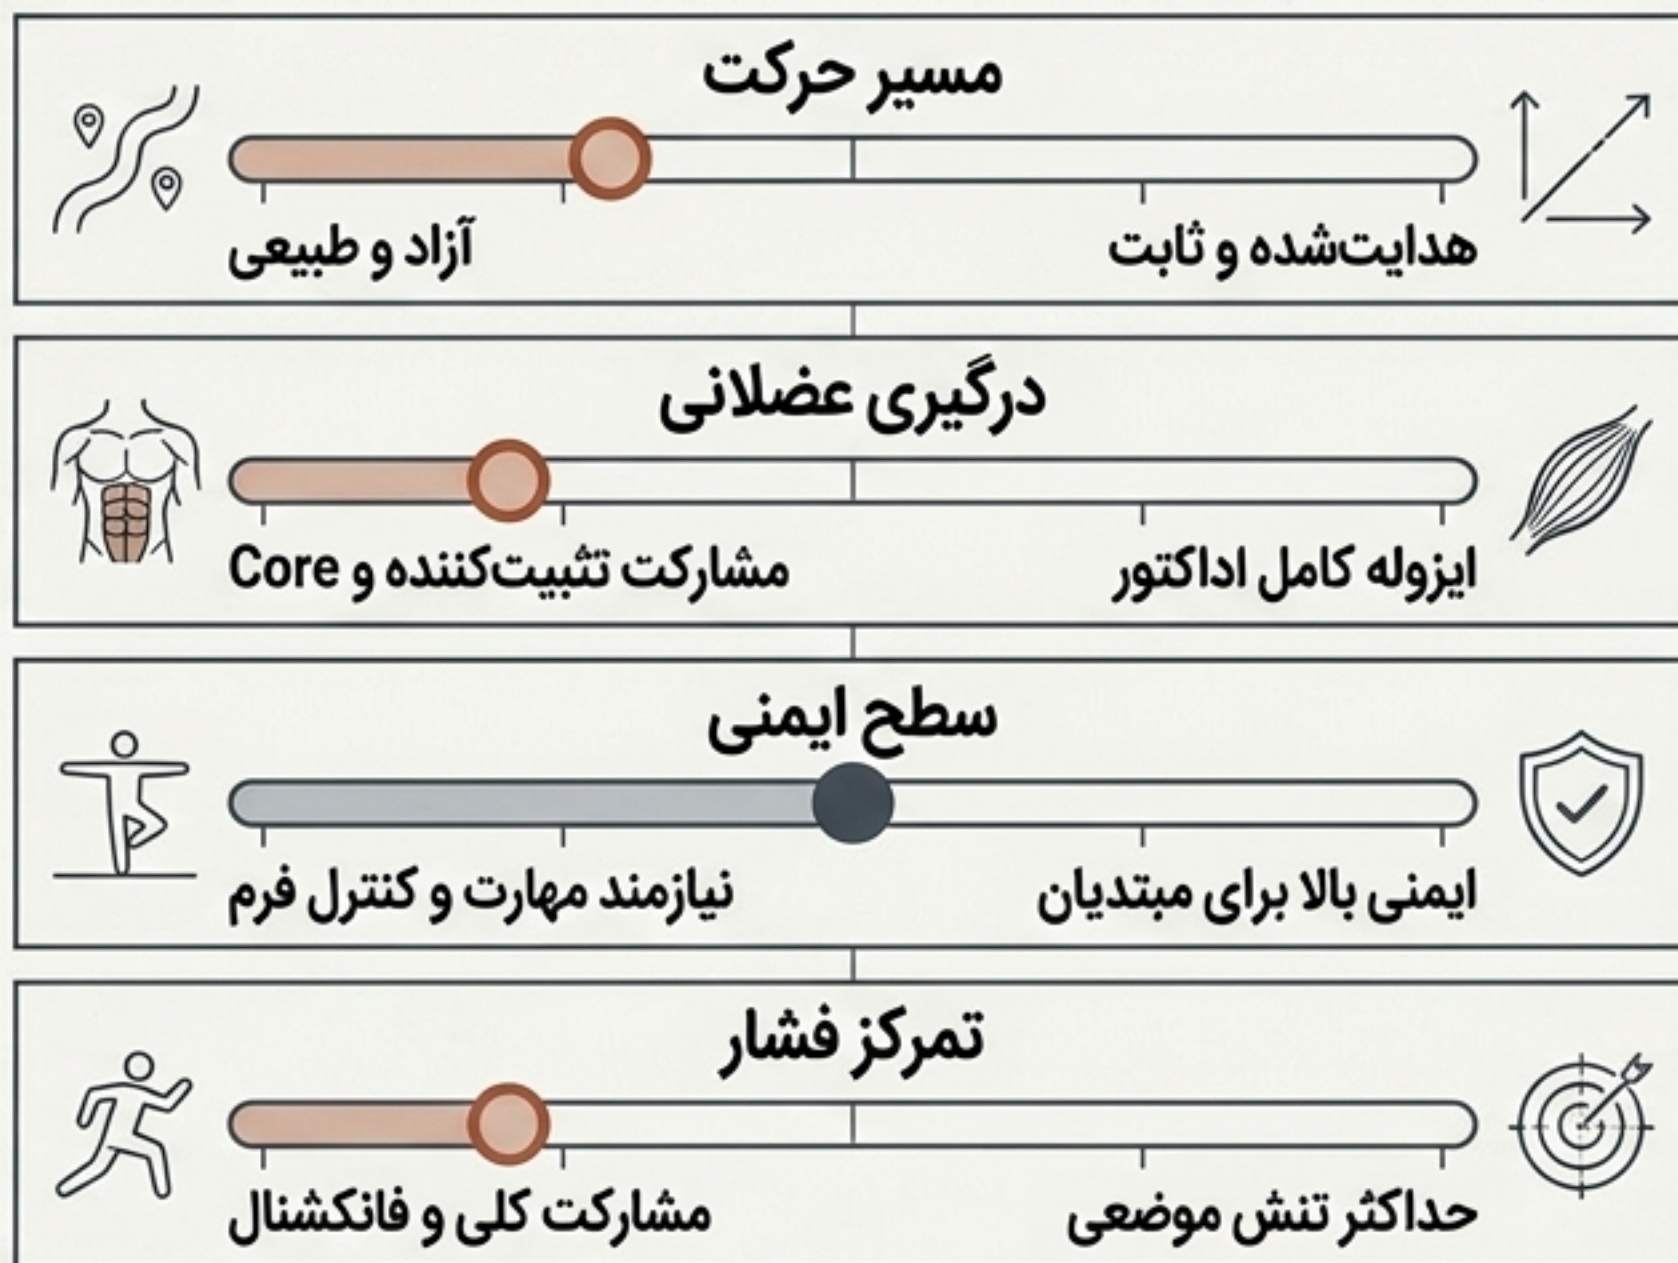 مسیر حرکت
هدایت‌شده و ثابت
آزاد و طبیعی
درگیری عضلانی
ایزوله کامل اداکتور
مشارکت تثبیت‌کننده و Core
سطح ایمنی
ایمنی بالا برای مبتدیان
نیازمند مهارت و کنترل فرم
تمرکز فشار
حداکثر تنش موضعی
مشارکت کلی و فانکشنال